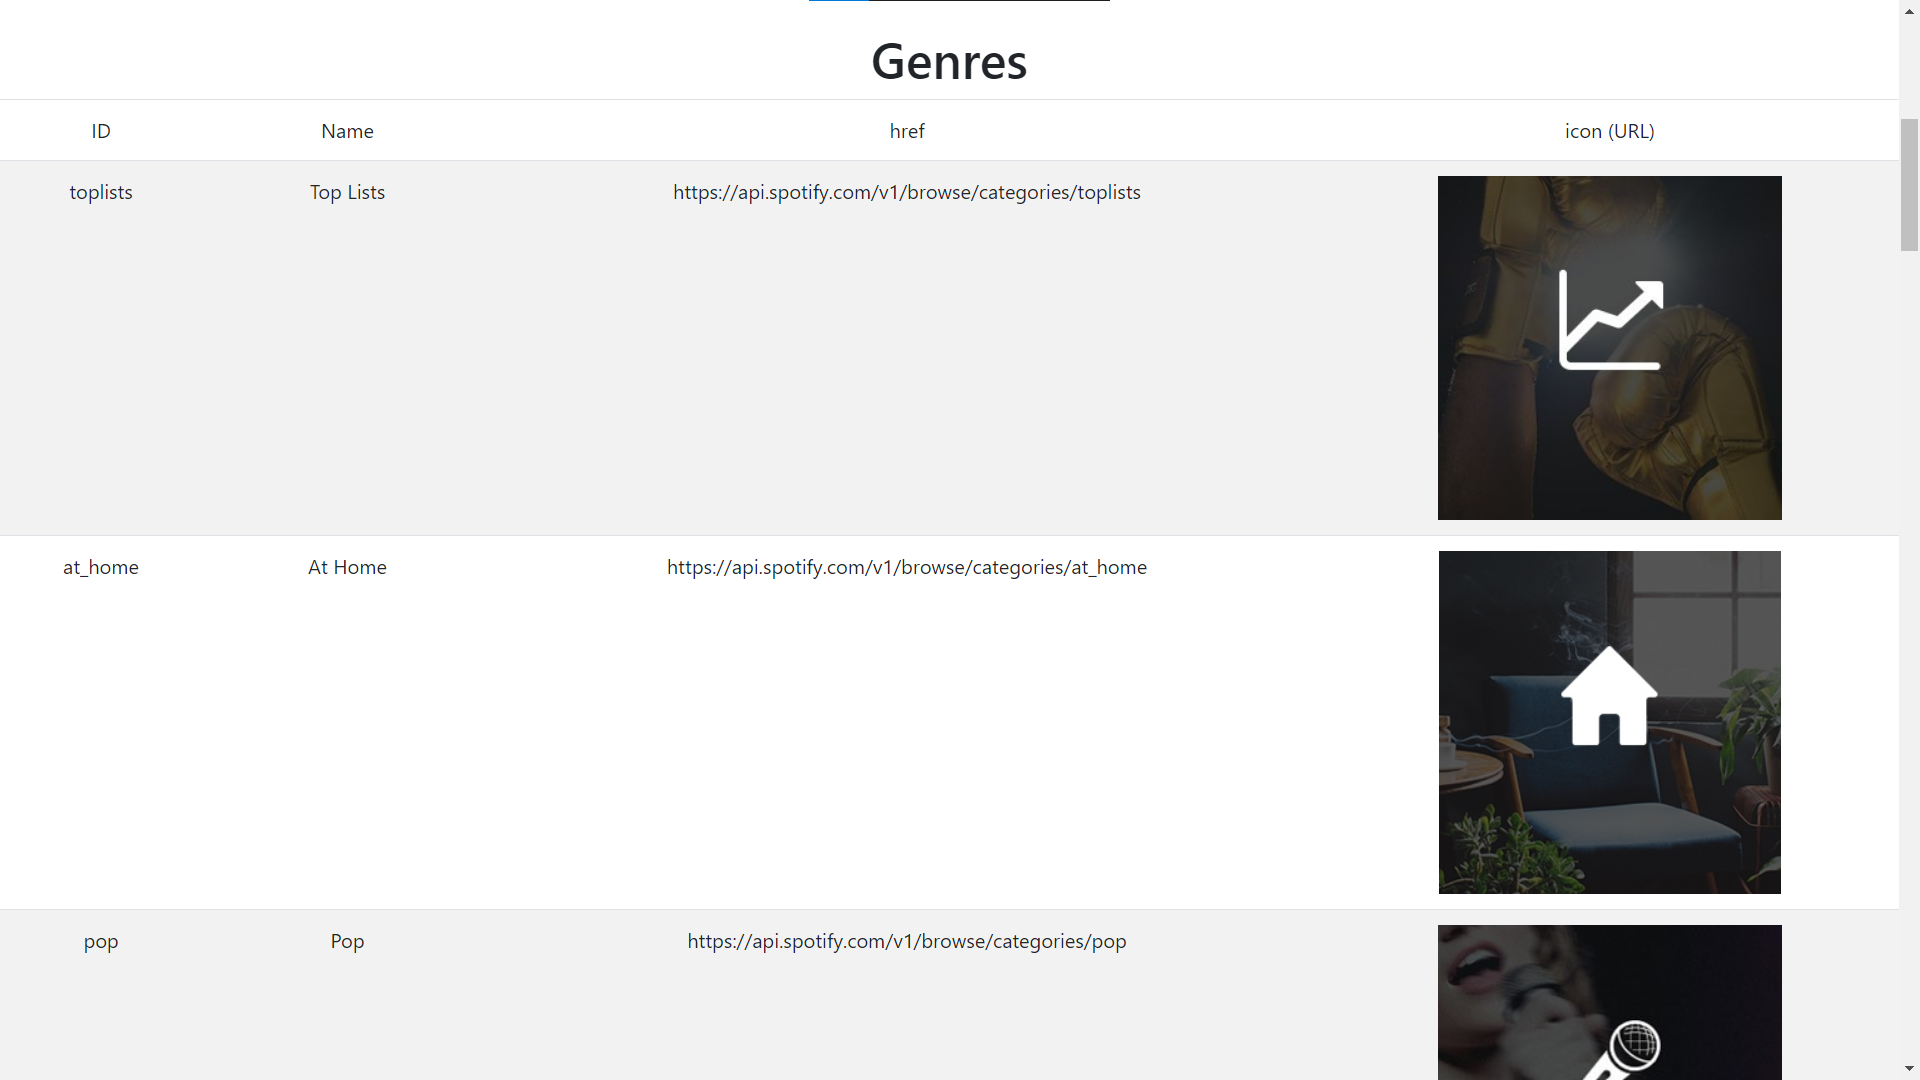 Genres
ID Name href icon (URL)
toplists Top Lists https://api.spotify.com/v1/browse/categories/toplists
at_home At Home https://api.spotify.com/v1/browse/categories/at_home
pop Pop https://api.spotify.com/v1/browse/categories/pop